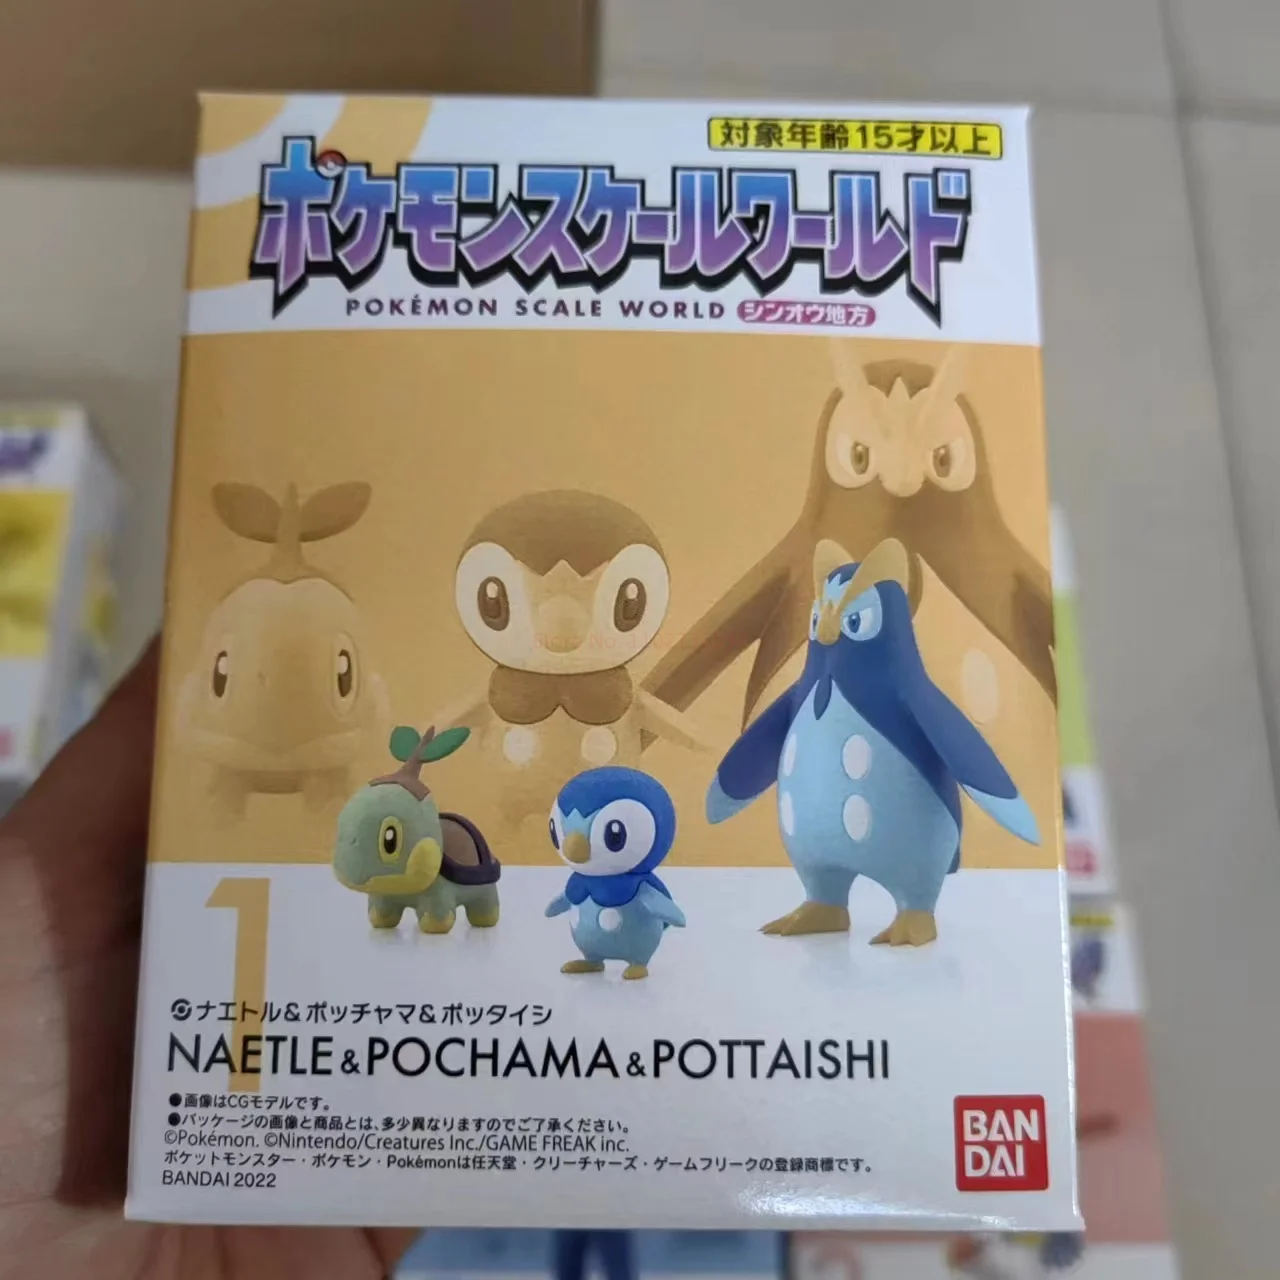 対象年齢15才以上
ポケモンスケールワールド
POKÉMON SCALE WORLD シンオウ地方
1
ナエトル&ポッチャマ&ポッタイシ
NAETLE&POCHAMA&POTTAISHI
●画像はCGモデルです。
●パッケージの画像と商品とは、多少異なりますのでご了承ください。
©Pokémon. ©Nintendo/Creatures Inc./GAME FREAK inc.
ポケットモンスター・ポケモン・Pokémonは任天堂・クリーチャーズ・ゲームフリークの登録商標です。
BANDAI 2022
BAN
DAI